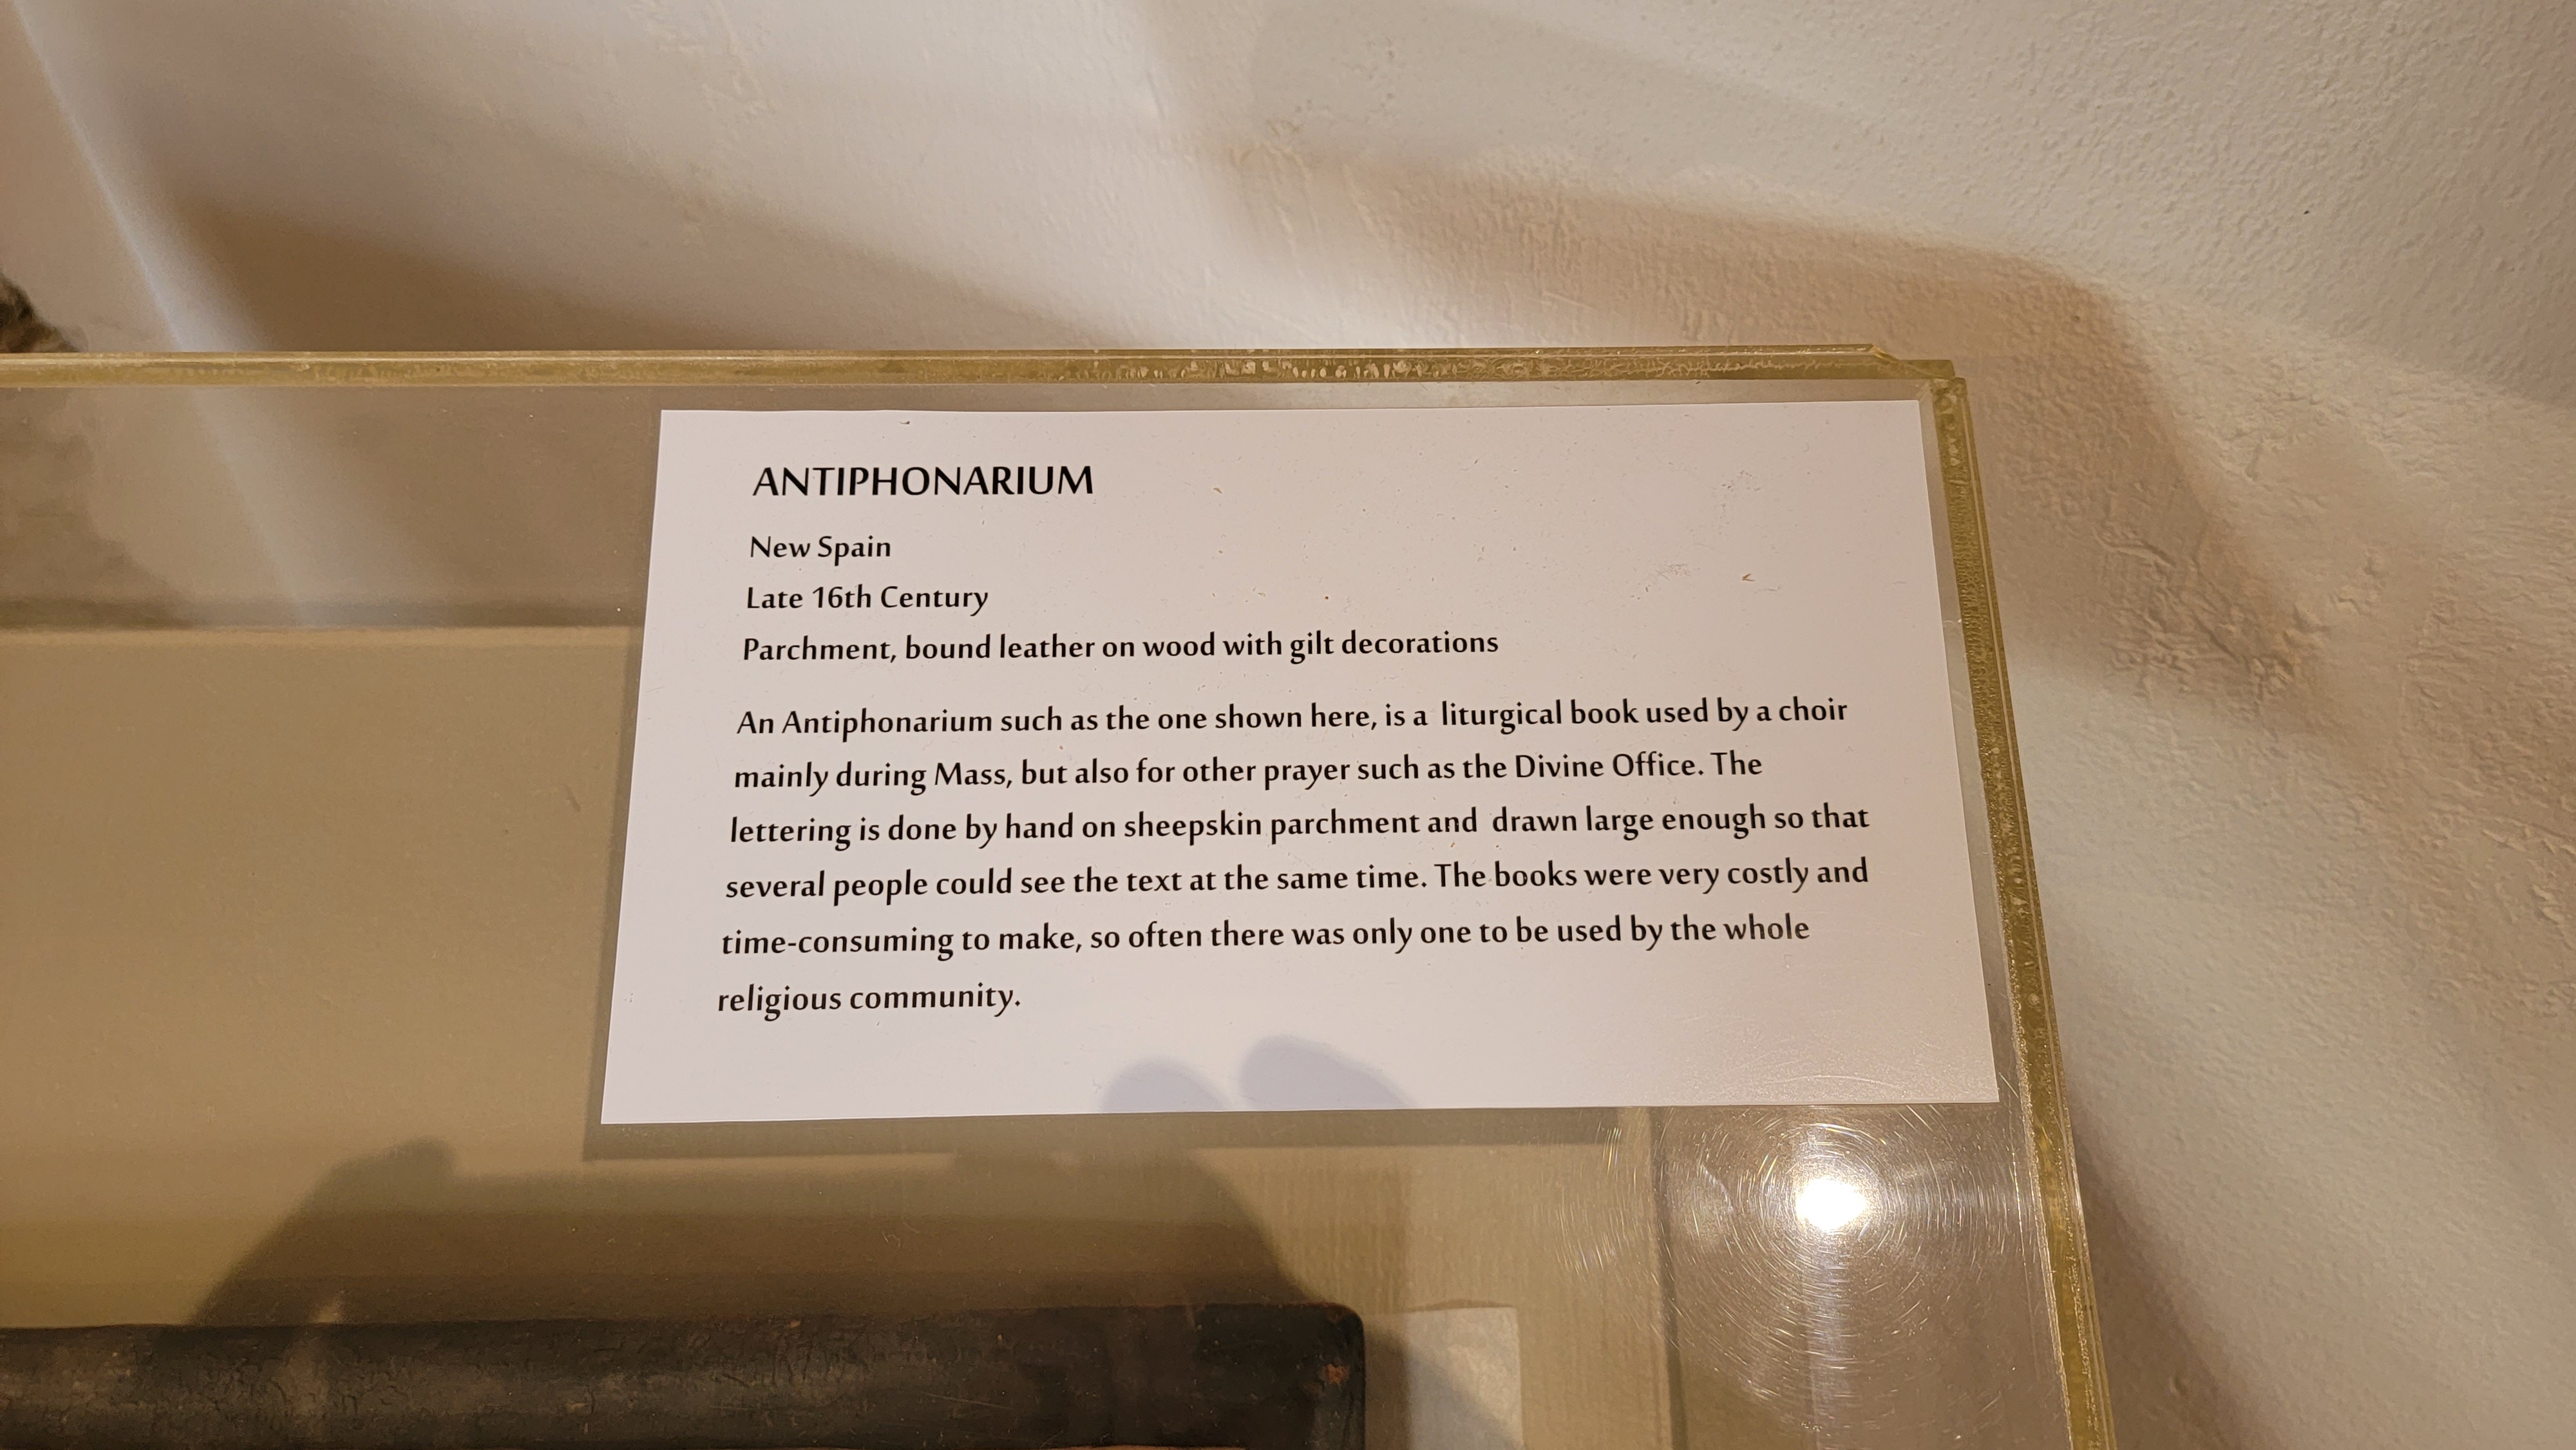 ANTIPHONARIUM
New Spain
Late 16th Century
Parchment, bound leather on wood with gilt decorations
An Antiphonarium such as the one shown here, is a liturgical book used by a choir
mainly during Mass, but also for other prayer such as the Divine Office. The
lettering is done by hand on sheepskin parchment and drawn large enough so that
several people could see the text at the same time. The books were very costly and
time-consuming to make, so often there was only one to be used by the whole
religious community.